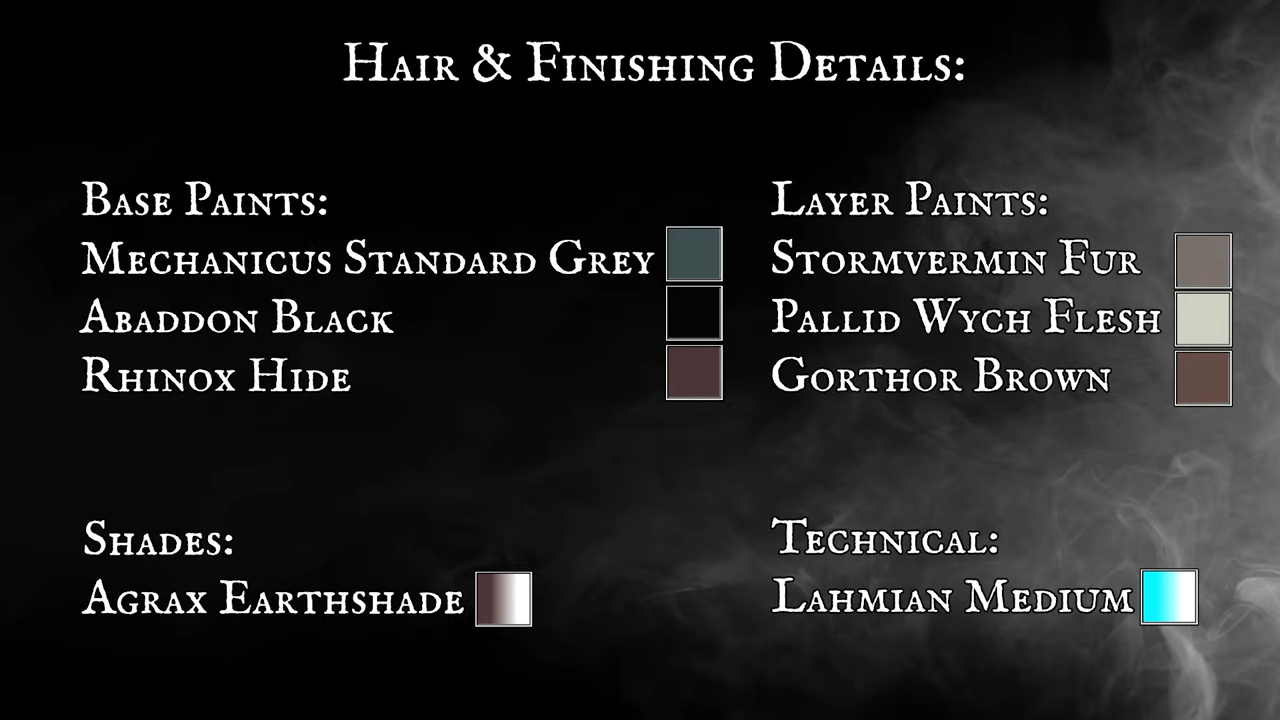 Hair & Finishing Details:
Base Paints:
Mechanicus Standard Grey
Abaddon Black
Rhinox Hide
Layer Paints:
Stormvermin Fur
Pallid Wych Flesh
Gorthor Brown
Shades:
Agrax Earthshade
Technical:
Lahmian Medium